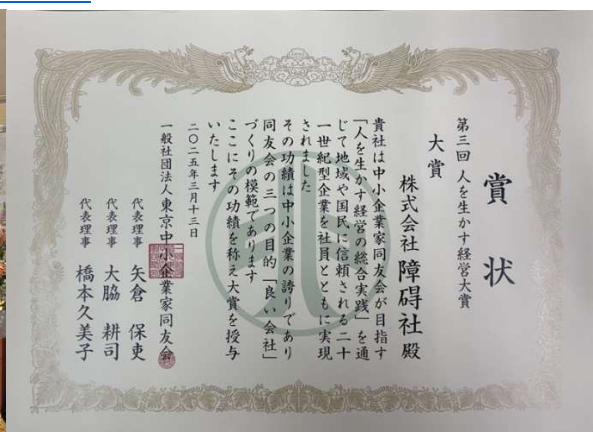 賞状
第三回 人を生かす経営大賞
大賞
株式会社 障碍社 殿
貴社は中小企業家同友会が目指す
「人を生かす経営の総合実践」を通
じて地域や国民に信頼される二十
一世紀型企業を社員とともに実現
されました
その功績は中小企業の誇りであり
同友会の三つの目的「良い会社」
づくりの模範であります
ここにその功績を称え大賞を授与
いたします
二〇二五年三月十三日
一般社団法人東京中小企業家同友会
代表理事 矢倉 保吏
代表理事 大脇 耕司
代表理事 橋本久美子